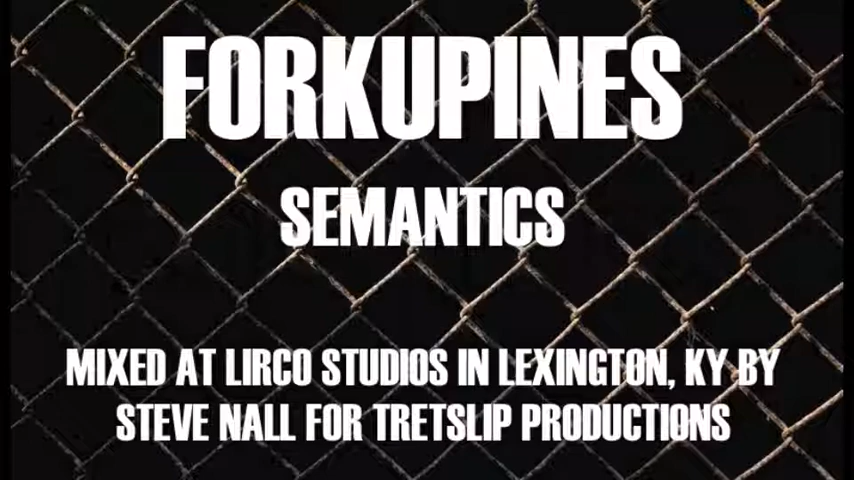 FORKUPINES
SEMANTICS
MIXED AT LIRCO STUDIOS IN LEXINGTON, KY BY
STEVE NALL FOR TRETSLIP PRODUCTIONS